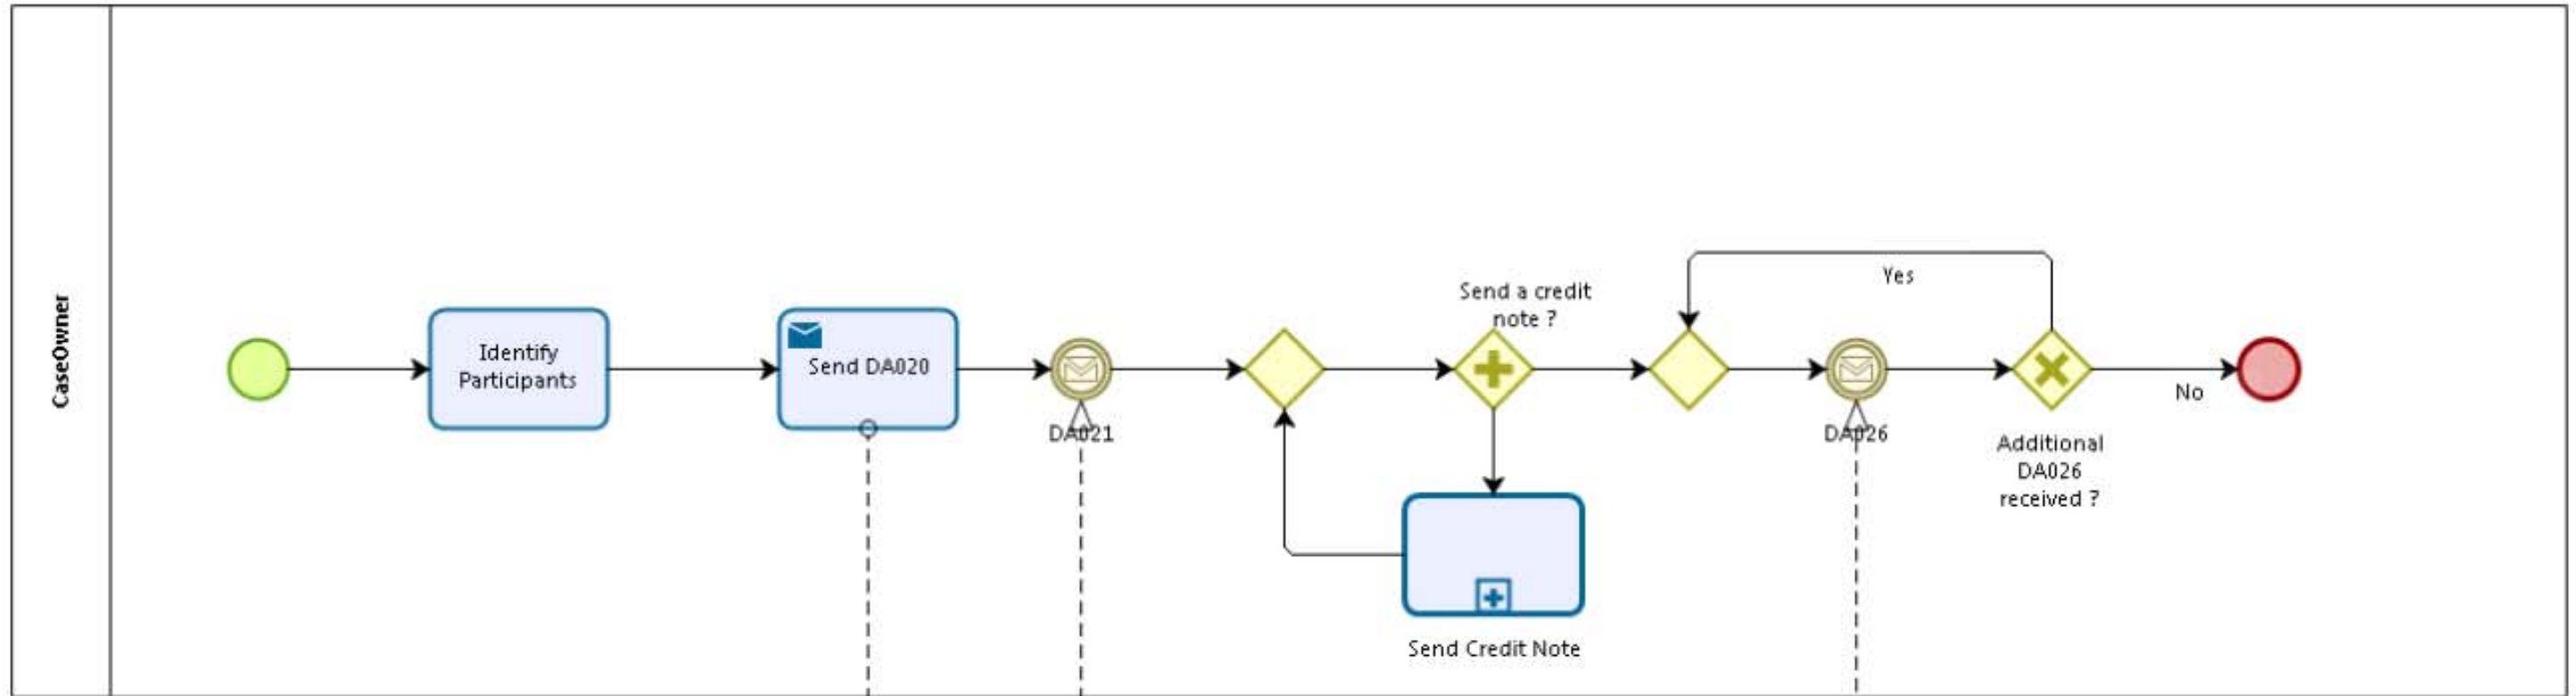 CaseOwner
Identify
Participants
Send DA020
DA021
Send a credit
note ?
Send Credit Note
Yes
DA026
Additional
DA026
received ?
No